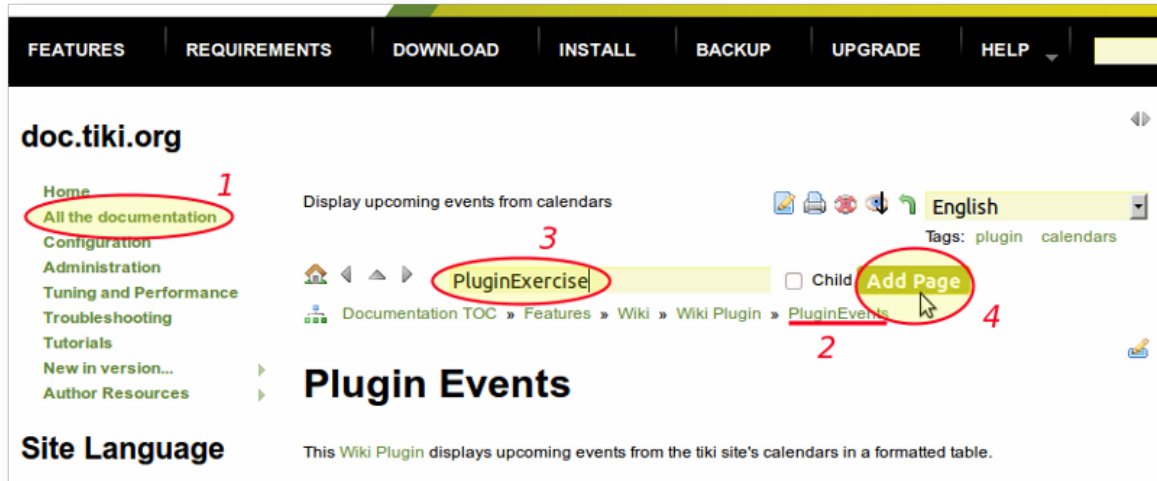 FEATURES REQUIREMENTS DOWNLOAD INSTALL BACKUP UPGRADE HELP
doc.tiki.org
Home
1
All the documentation
Configuration
Administration
Tuning and Performance
Troubleshooting
Tutorials
New in version...
Author Resources
Site Language
Display upcoming events from calendars
English
Tags: plugin calendars
3
PluginExercise
Child
Add Page
4
Documentation TOC » Features » Wiki » Wiki Plugin » PluginEvents
2
Plugin Events
This Wiki Plugin displays upcoming events from the tiki site's calendars in a formatted table.